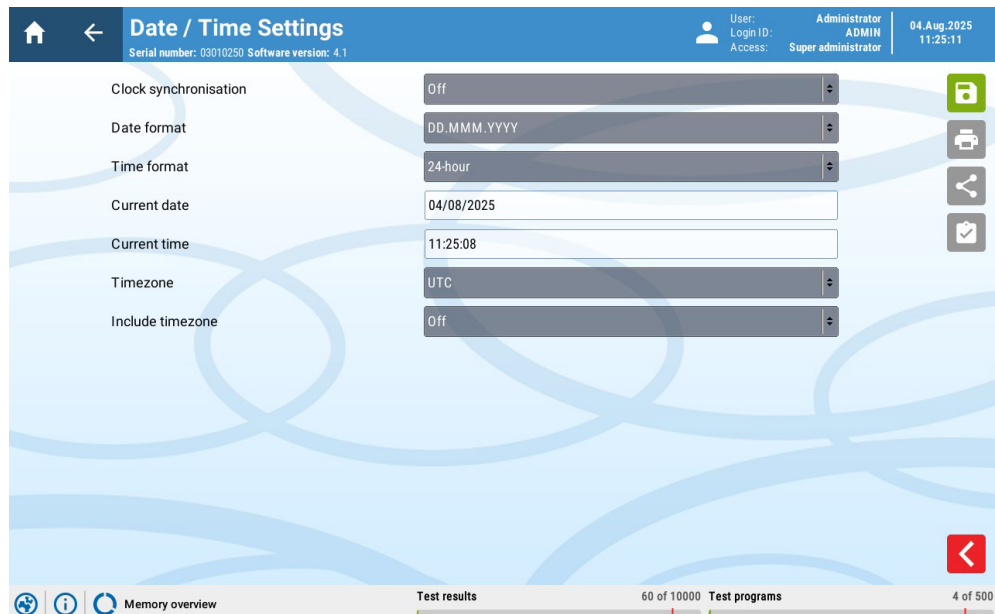 Date / Time Settings
Serial number: 03010250 Software version: 4.1
User: Administrator
Login ID: ADMIN
Access: Super administrator
04.Aug.2025
11:25:11
Clock synchronisation Off
Date format DD.MMM.YYYY
Time format 24-hour
Current date 04/08/2025
Current time 11:25:08
Timezone UTC
Include timezone Off
Memory overview
Test results 60 of 10000
Test programs 4 of 500